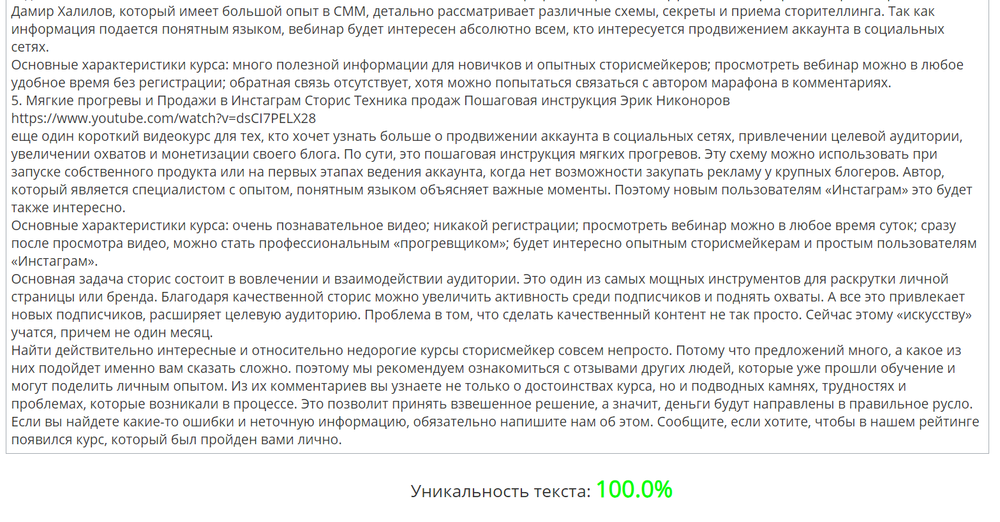 Дамир Халилов, который имеет большой опыт в СММ, детально рассматривает различные схемы, секреты и приема сторителлинга. Так как
информация подается понятным языком, вебинар будет интересен абсолютно всем, кто интересуется продвижением аккаунта в социальных
сетях.
Основные характеристики курса: много полезной информации для новичков и опытных сторисмейкеров; просмотреть вебинар можно в любое
удобное время без регистрации; обратная связь отсутствует, хотя можно попытаться связаться с автором марафона в комментариях.
5. Мягкие прогревы и Продажи в Инстаграм Сторис Техника продаж Пошаговая инструкция Эрик Никоноров
https://www.youtube.com/watch?v=dsCI7PELX28
еще один короткий видеокурс для тех, кто хочет узнать больше о продвижении аккаунта в социальных сетях, привлечении целевой аудитории,
увеличении охватов и монетизации своего блога. По сути, это пошаговая инструкция мягких прогревов. Эту схему можно использовать при
запуске собственного продукта или на первых этапах ведения аккаунта, когда нет возможности закупать рекламу у крупных блогеров. Автор,
который является специалистом с опытом, понятным языком объясняет важные моменты. Поэтому новым пользователям «Инстаграм» это будет
также интересно.
Основные характеристики курса: очень познавательное видео; никакой регистрации; просмотреть вебинар можно в любое время суток; сразу
после просмотра видео, можно стать профессиональным «прогревщиком»; будет интересно опытным сторисмейкерам и простым пользователям
«Инстаграм».
Основная задача сторис состоит в вовлечении и взаимодействии аудитории. Это один из самых мощных инструментов для раскрутки личной
страницы или бренда. Благодаря качественной сторис можно увеличить активность среди подписчиков и поднять охваты. А все это привлекает
новых подписчиков, расширяет целевую аудиторию. Проблема в том, что сделать качественный контент не так просто. Сейчас этому «искусству»
учатся, причем не один месяц.
Найти действительно интересные и относительно недорогие курсы сторисмейкер совсем непросто. Потому что предложений много, а какое из
них подойдет именно вам сказать сложно. поэтому мы рекомендуем ознакомиться с отзывами других людей, которые уже прошли обучение и
могут поделить личным опытом. Из их комментариев вы узнаете не только о достоинствах курса, но и подводных камнях, трудностях и
проблемах, которые возникали в процессе. Это позволит принять взвешенное решение, а значит, деньги будут направлены в правильное русло.
Если вы найдете какие-то ошибки и неточную информацию, обязательно напишите нам об этом. Сообщите, если хотите, чтобы в нашем рейтинге
появился курс, который был пройден вами лично.
Уникальность текста: 100.0%